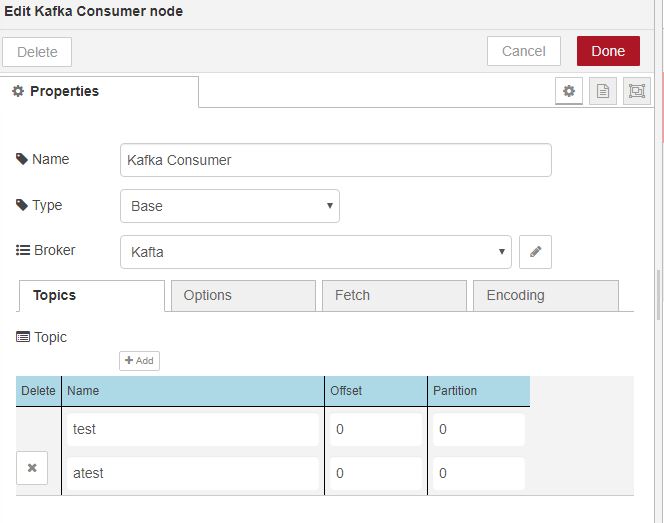 Edit Kafka Consumer node
Delete Cancel Done
Properties
Name Kafka Consumer
Type Base
Broker Kafta
Topics Options Fetch Encoding
Topic
+ Add
Delete Name Offset Partition
test 0 0
atest 0 0